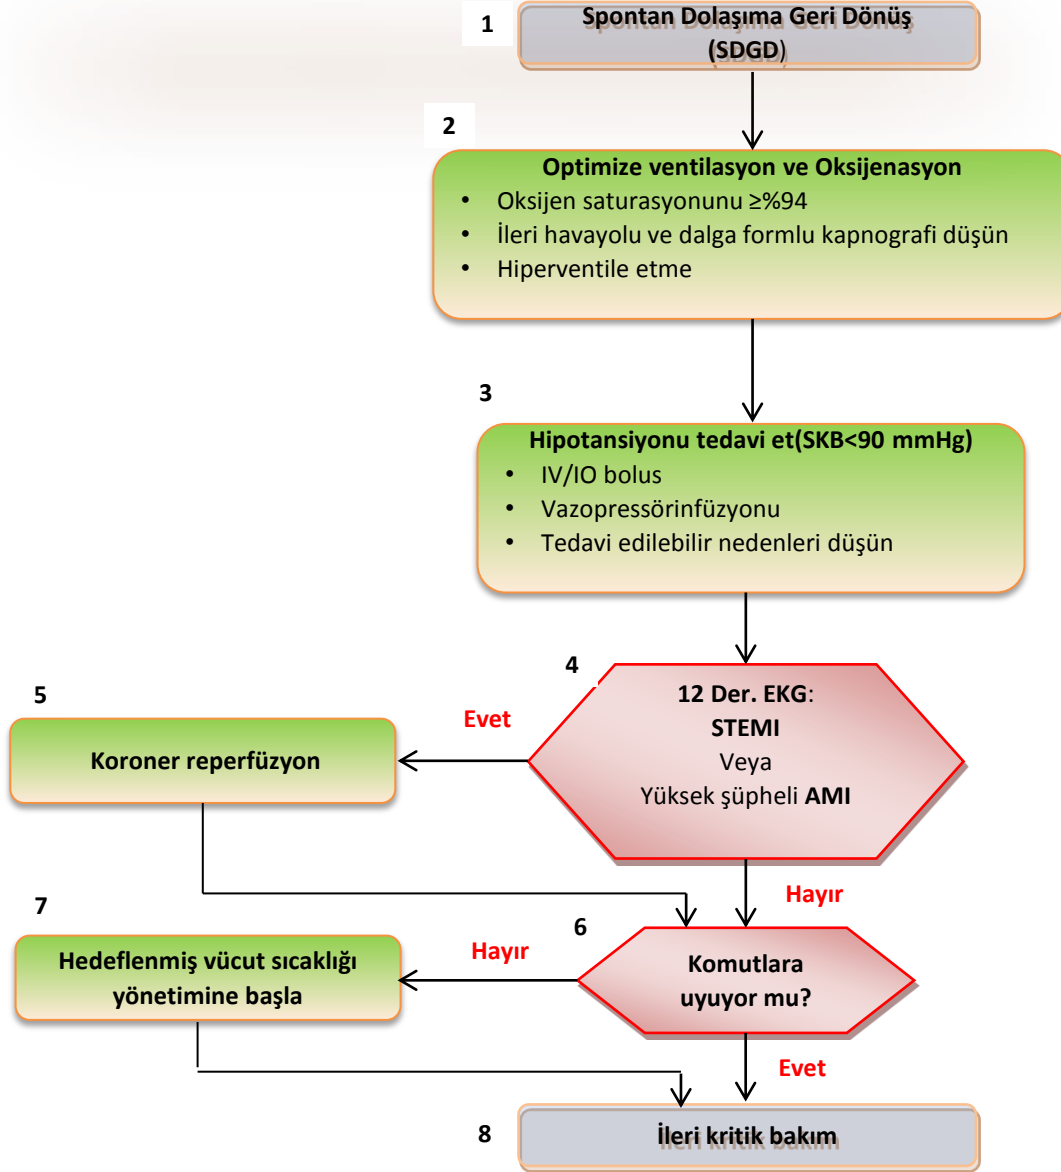 1
Spontan Dolaşıma Geri Dönüş
(SDGD)
2
Optimize ventilasyon ve Oksijenasyon
• Oksijen saturasyonunu ≥%94
• İleri havayolu ve dalga formlu kapnografi düşün
• Hiperventile etme
3
Hipotansiyonu tedavi et(SKB<90 mmHg)
• IV/IO bolus
• Vazopressörinfüzyonu
• Tedavi edilebilir nedenleri düşün
4
12 Der. EKG:
STEMI
Veya
Yüksek şüpheli AMI
Evet
5
Koroner reperfüzyon
Hayır
6
Komutlara
uyuyor mu?
Hayır
7
Hedeflenmiş vücut sıcaklığı
yönetimine başla
Evet
8
İleri kritik bakım